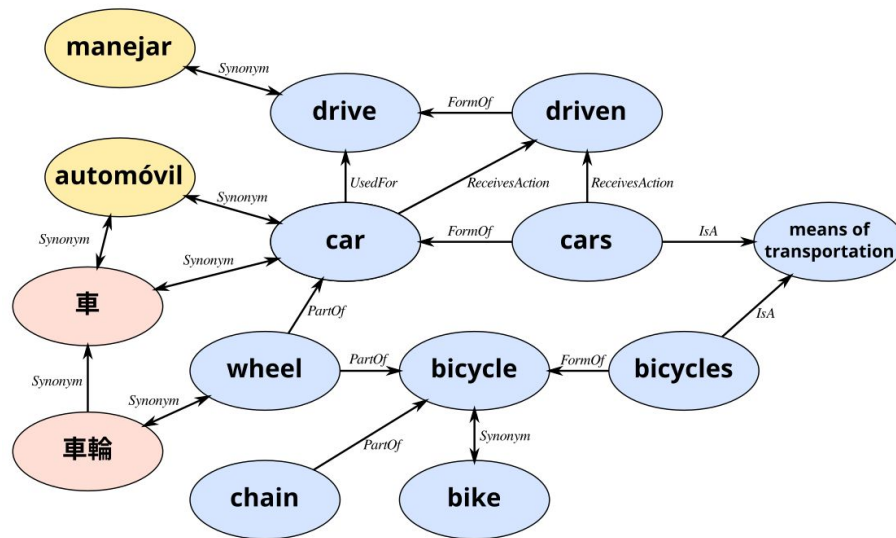 manejar
Synonym
drive
FormOf
driven
automóvil
Synonym
UsedFor
ReceivesAction
ReceivesAction
Synonym
car
FormOf
cars
IsA
means of
transportation
Synonym
車
PartOf
IsA
wheel
PartOf
bicycle
FormOf
bicycles
Synonym
Synonym
車輪
PartOf
Synonym
chain
bike